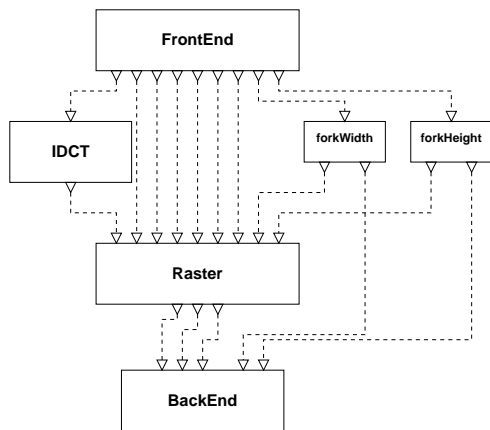 FrontEnd
IDCT
forkWidth
forkHeight
Raster
BackEnd